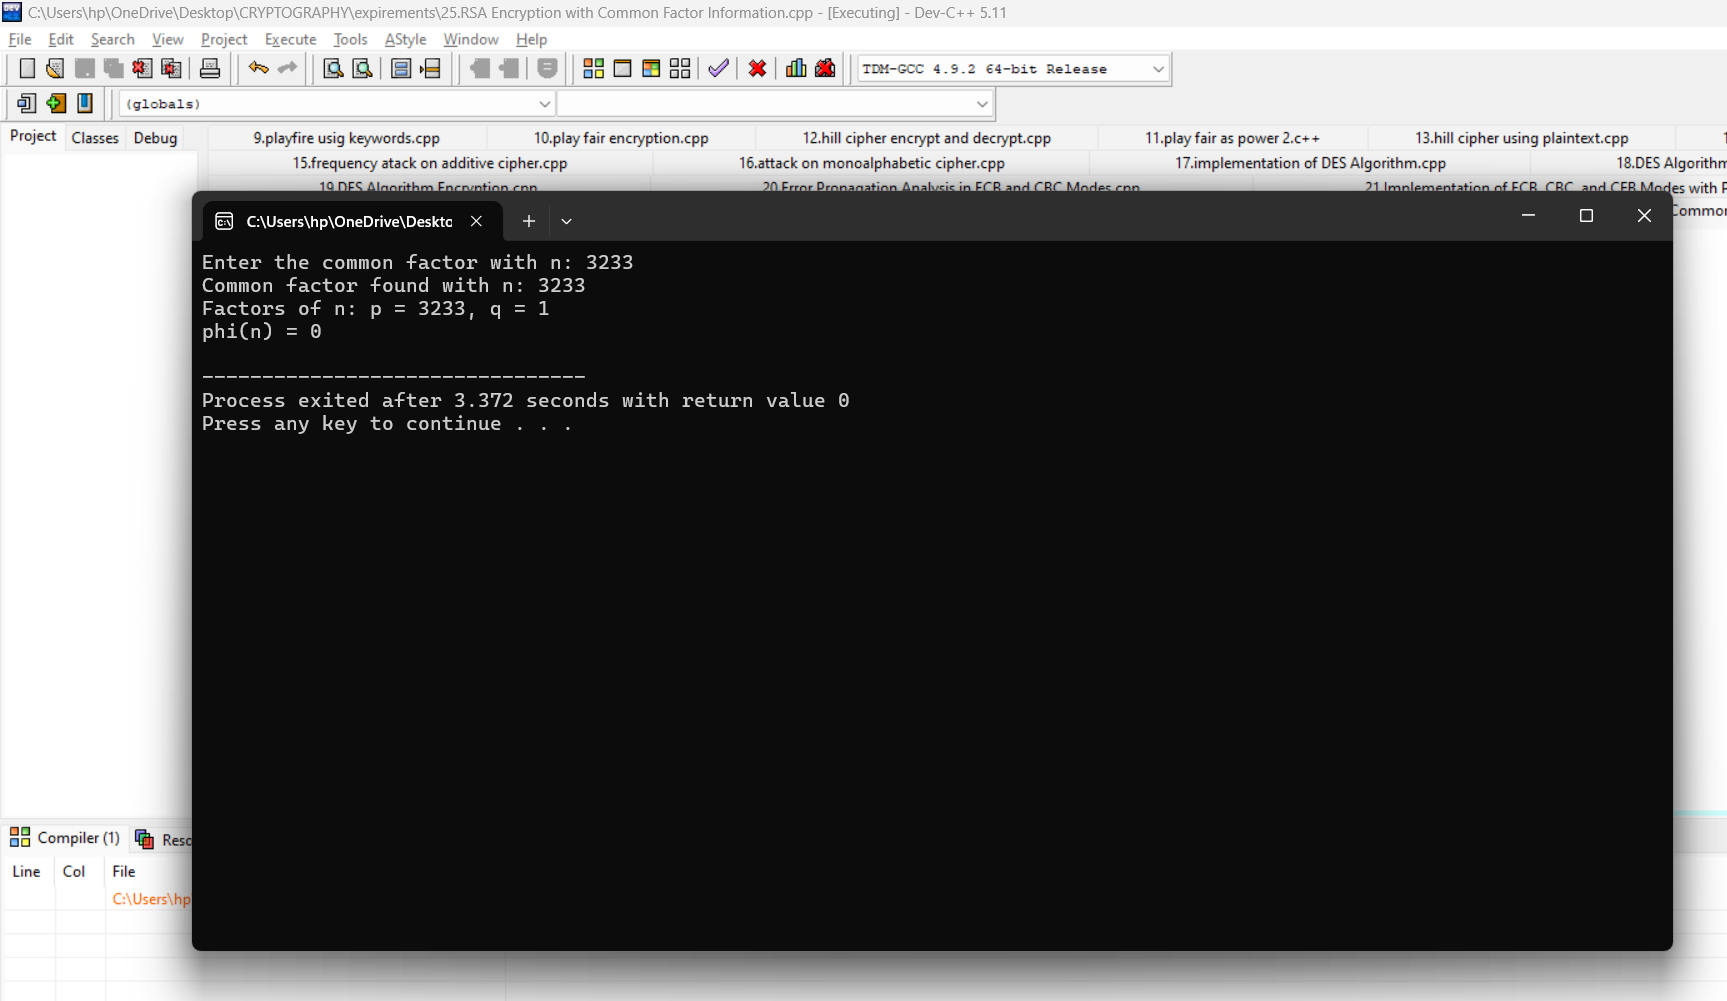 C:\Users\hp\OneDrive\Desktop\CRYPTOGRAPHY\expirements\25.RSA Encryption with Common Factor Information.cpp - [Executing] - Dev-C++ 5.11
File Edit Search View Project Execute Tools AStyle Window Help
TDM-GCC 4.9.2 64-bit Release
(globals)
Project Classes Debug
9.playfire usig keywords.cpp 10.play fair encryption.cpp 12.hill cipher encrypt and decrypt.cpp 11.play fair as power 2.c++ 13.hill cipher using plaintext.cpp
15.frequency atack on additive cipher.cpp 16.attack on monoalphabetic cipher.cpp 17.implementation of DES Algorithm.cpp 18.DES Algorithm
19.DES Algorithm Encryption.cpp 20.Error Propagation Analysis in ECB and CBC Modes.cpp 21.Implementation of ECB, CBC, and CFB Modes with P
Common
C:\Users\hp\OneDrive\Deskto
Enter the common factor with n: 3233
Common factor found with n: 3233
Factors of n: p = 3233, q = 1
phi(n) = 0
--------------------------------
Process exited after 3.372 seconds with return value 0
Press any key to continue . . .
Compiler (1) Reso
Line Col File
C:\Users\hp